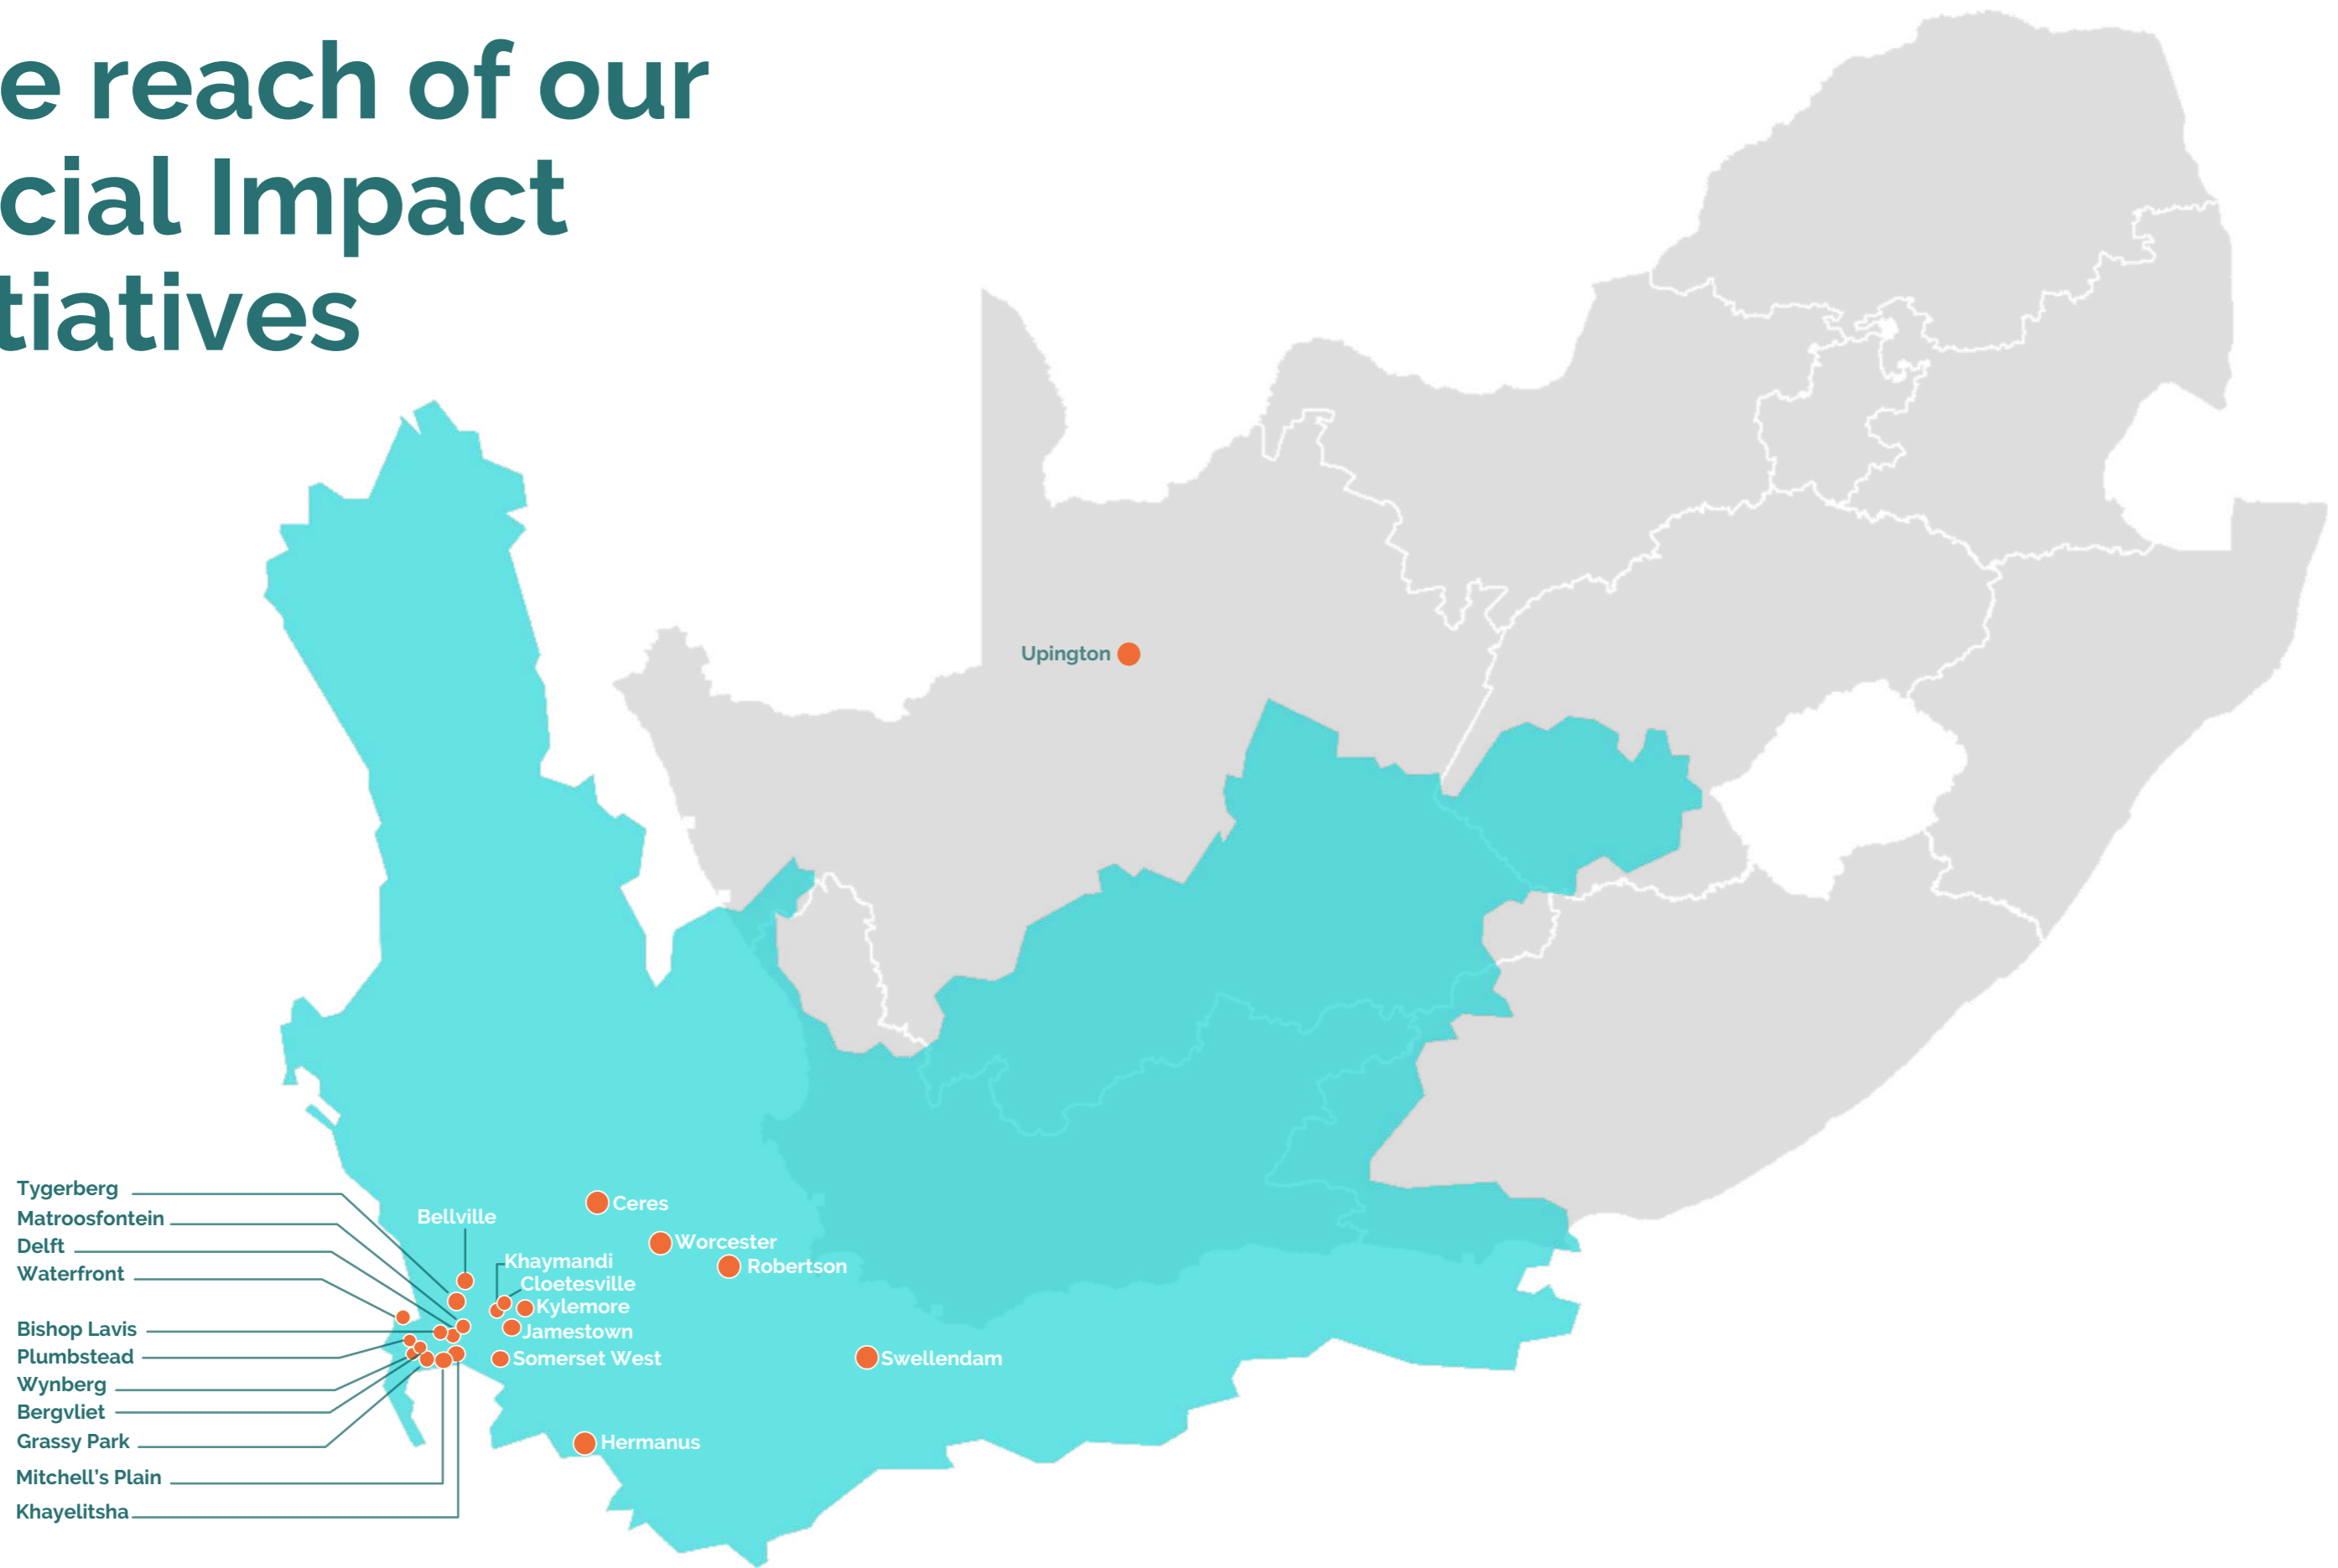 e reach of our
cial Impact
tiatives
Upington
Tygerberg
Matroosfontein
Delft
Waterfront
Bishop Lavis
Plumbstead
Wynberg
Bergvliet
Grassy Park
Mitchell's Plain
Khayelitsha
Bellville
Ceres
Worcester
Robertson
Khaymandi
Cloetesville
Kylemore
Jamestown
Somerset West
Swellendam
Hermanus